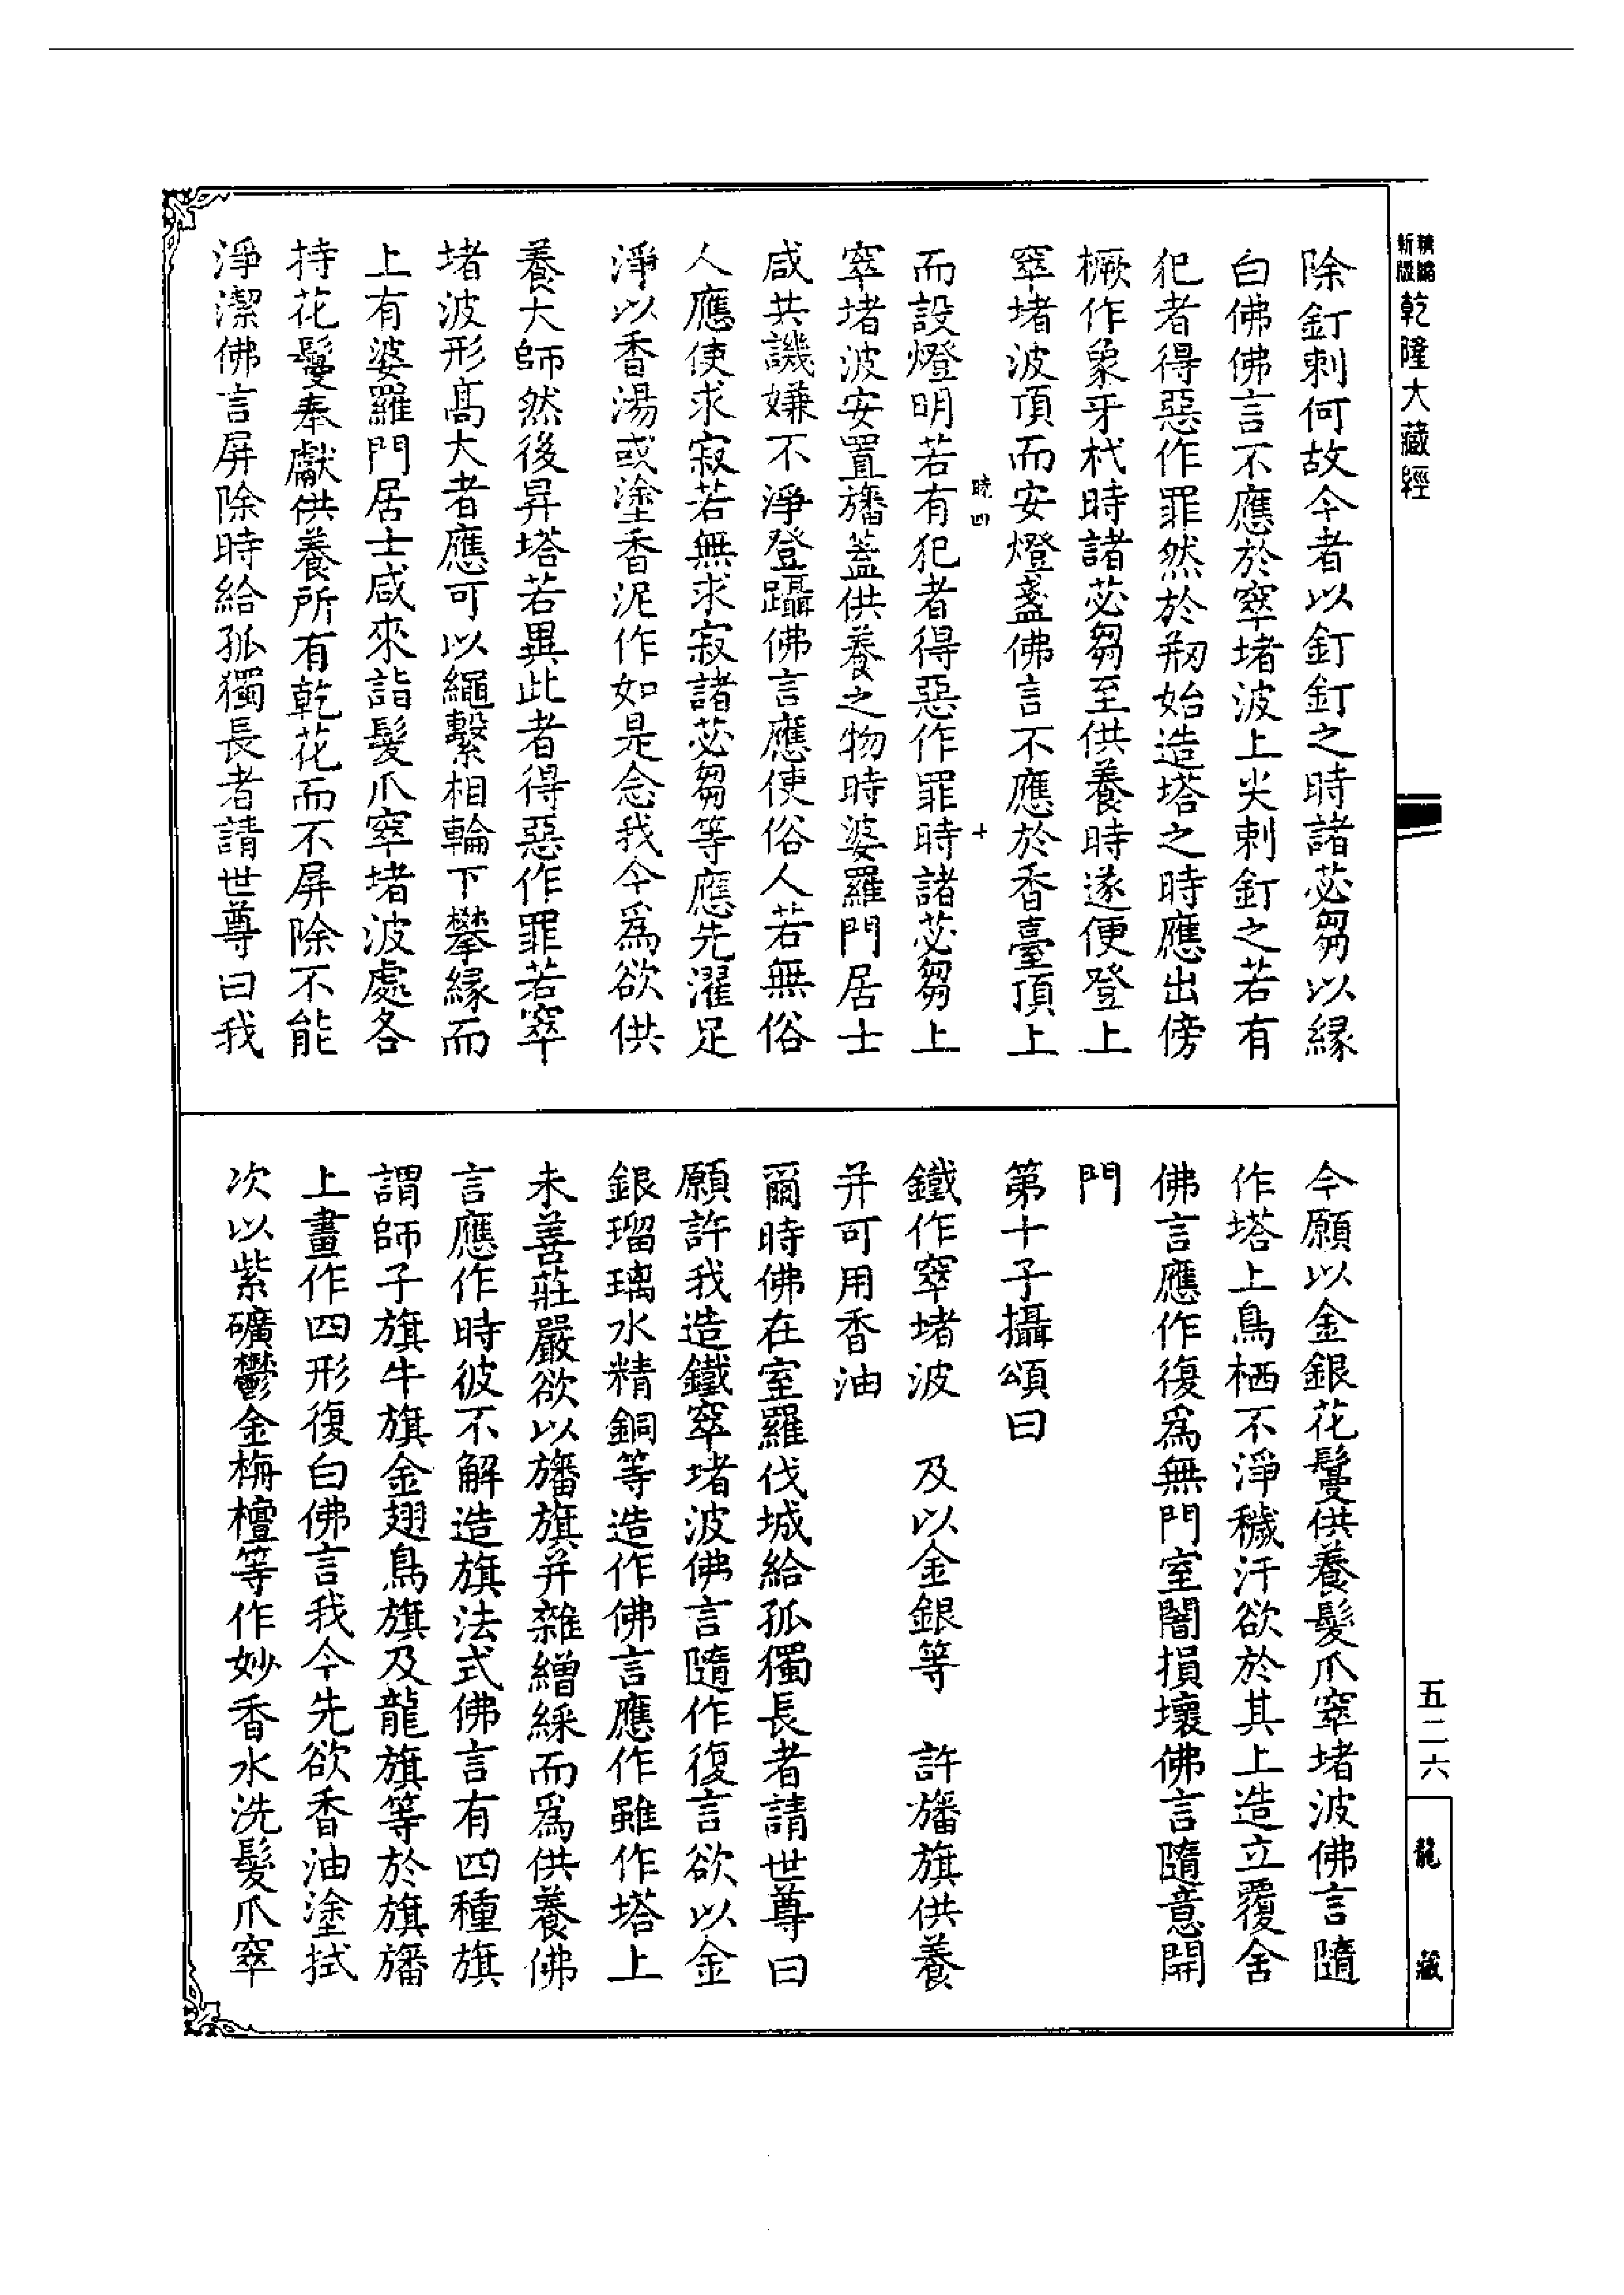 精縮新版乾隆大藏經
除釘刺何故今者以釘釘之時諸苾芻以緣
白佛佛言不應於窣堵波上尖刺釘之若有
犯者得惡作罪然於剏始造塔之時應出傍
橛作象牙杙時諸苾芻至供養時遂便登上
窣堵波頂而安燈盞佛言不應於香臺頂上
而設燈明若有犯者得惡作罪時諸苾芻上
窣堵波安置旛蓋供養之物時婆羅門居士
咸共譏嫌不淨登躡佛言應使俗人若無俗
人應使求寂若無求寂諸苾芻等應先濯足
淨以香湯或塗香泥作如是念我今爲欲供
養大師然後昇塔若異此者得惡作罪若窣
堵波形高大者應可以繩繫相輪下攀緣而
上有婆羅門居士咸來詣髮爪窣堵波處各
持花鬘奉獻供養所有乾花而不屏除不能
淨潔佛言屏除時給孤獨長者請世尊曰我
曉四 十
今願以金銀花鬘供養髮爪窣堵波佛言隨
作塔上鳥栖不淨穢汙欲於其上造立覆舍
佛言應作復爲無門室闇損壞佛言隨意開
門
第十子攝頌曰
鐵作窣堵波 及以金銀等 許旛旗供養
并可用香油
爾時佛在室羅伐城給孤獨長者請世尊曰
願許我造鐵窣堵波佛言隨作復言欲以金
銀瑠璃水精銅等造作佛言應作雖作塔上
未善莊嚴欲以旛旗并雜繒綵而爲供養佛
言應作時彼不解造旗法式佛言有四種旗
謂師子旗牛旗金翅鳥旗及龍旗等於旗旛
上畫作四形復白佛言我今先欲香油塗拭
次以紫礦鬱金栴檀等作妙香水洗髮爪窣
五二六
龍藏